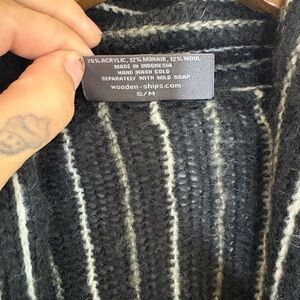 76% ACRYLIC, 12% MOHAIR, 12% WOOL
MADE IN INDONESIA
HAND WASH COLD
SEPARATELY WITH MILD SOAP
wooden-ships.com
S/M